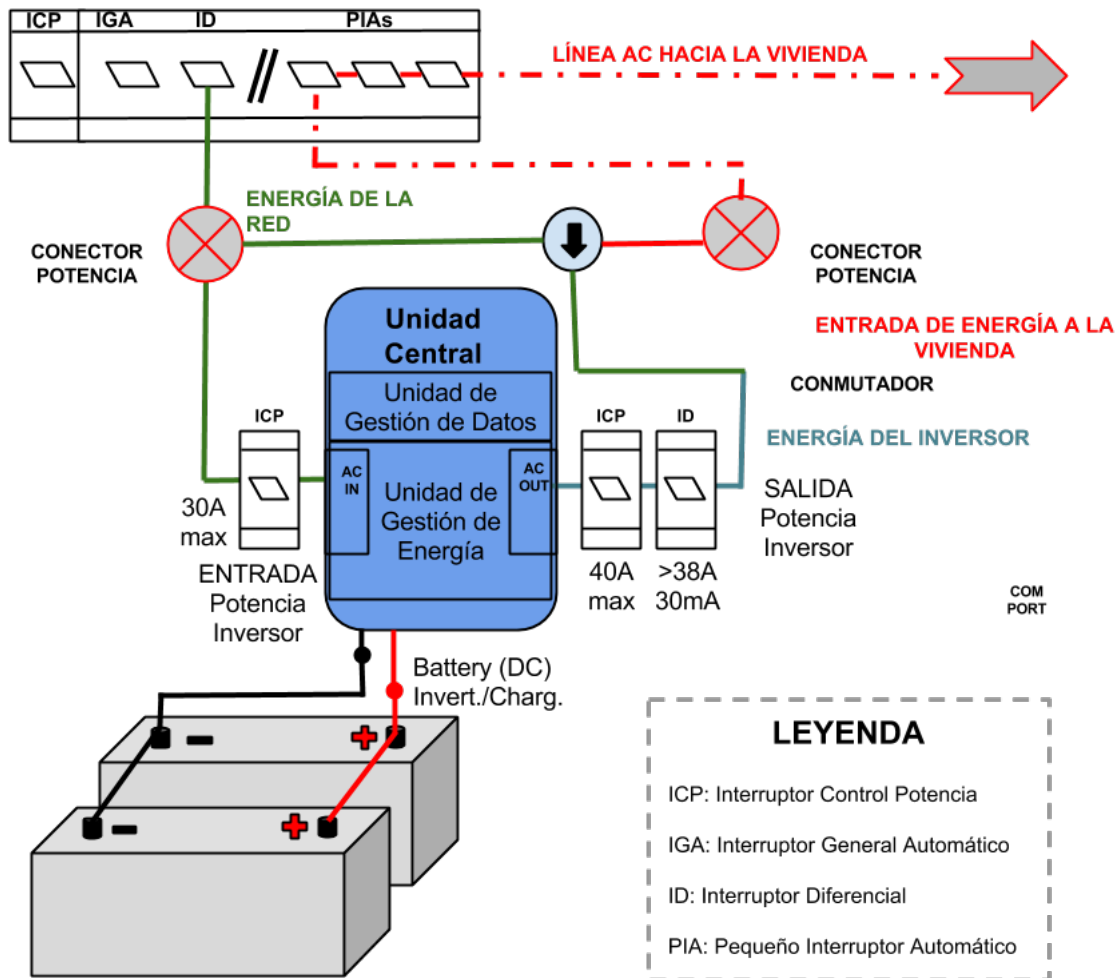 ICP
IGA
ID
PIAs
LÍNEA AC HACIA LA VIVIENDA
ENERGÍA DE LA
RED
CONECTOR
POTENCIA
CONECTOR
POTENCIA
ENTRADA DE ENERGÍA A LA
VIVIENDA
CONMUTADOR
ENERGÍA DEL INVERSOR
Unidad
Central
Unidad de
Gestión de Datos
Unidad de
Gestión de
Energía
AC
IN
AC
OUT
ICP
30A
max
ENTRADA
Potencia
Inversor
ICP
ID
40A
max
>38A
30mA
SALIDA
Potencia
Inversor
COM
PORT
Battery (DC)
Invert./Charg.
-
+
-
+
LEYENDA
ICP: Interruptor Control Potencia
IGA: Interruptor General Automático
ID: Interruptor Diferencial
PIA: Pequeño Interruptor Automático